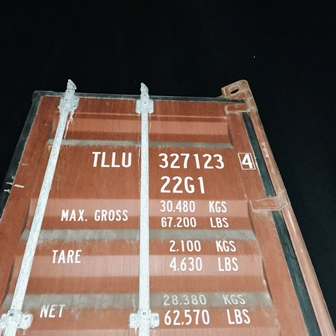 TLLU 327123 4
22G1
MAX. GROSS 30.480 KGS
67.200 LBS
TARE 2.100 KGS
4.630 LBS
NET 28.380 KGS
62.570 LBS